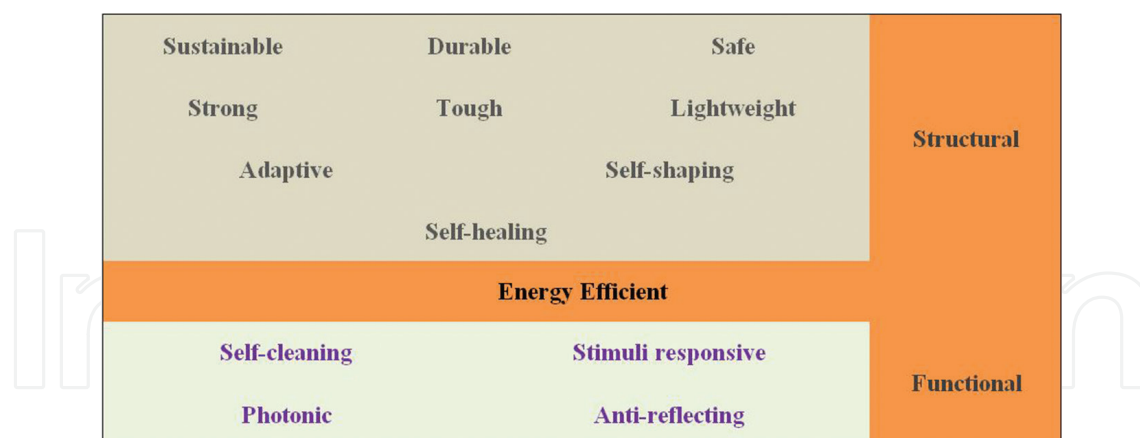 Sustainable Durable Safe
Strong Tough Lightweight
Structural
Adaptive Self-shaping
Self-healing
Energy Efficient
Self-cleaning Stimuli responsive
Functional
Photonic Anti-reflecting